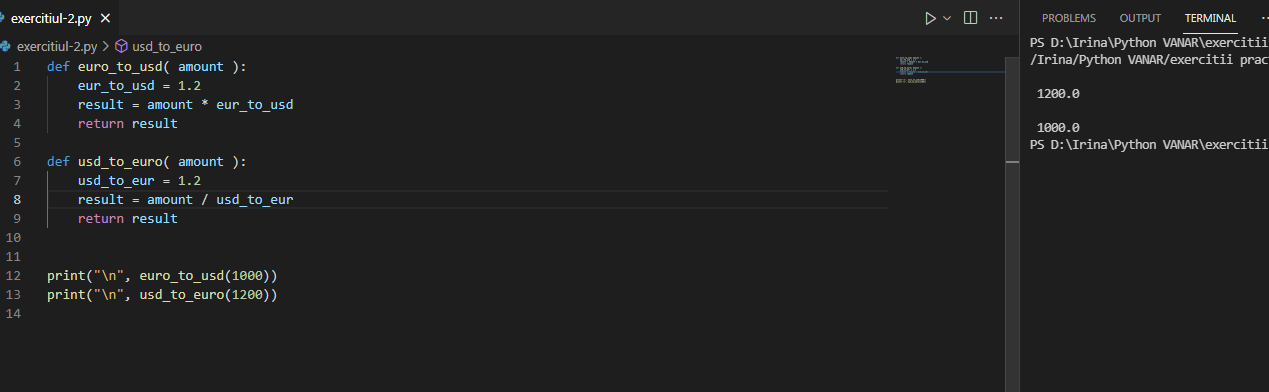 exercitiul-2.py
exercitiul-2.py > usd_to_euro
1 def euro_to_usd( amount ):
2     eur_to_usd = 1.2
3     result = amount * eur_to_usd
4     return result
5
6 def usd_to_euro( amount ):
7     usd_to_eur = 1.2
8     result = amount / usd_to_eur
9     return result
10
11
12 print("\n", euro_to_usd(1000))
13 print("\n", usd_to_euro(1200))
14
PROBLEMS OUTPUT TERMINAL
PS D:\Irina\Python VANAR\exercitii
/Irina/Python VANAR/exercitii prac
1200.0
1000.0
PS D:\Irina\Python VANAR\exercitii